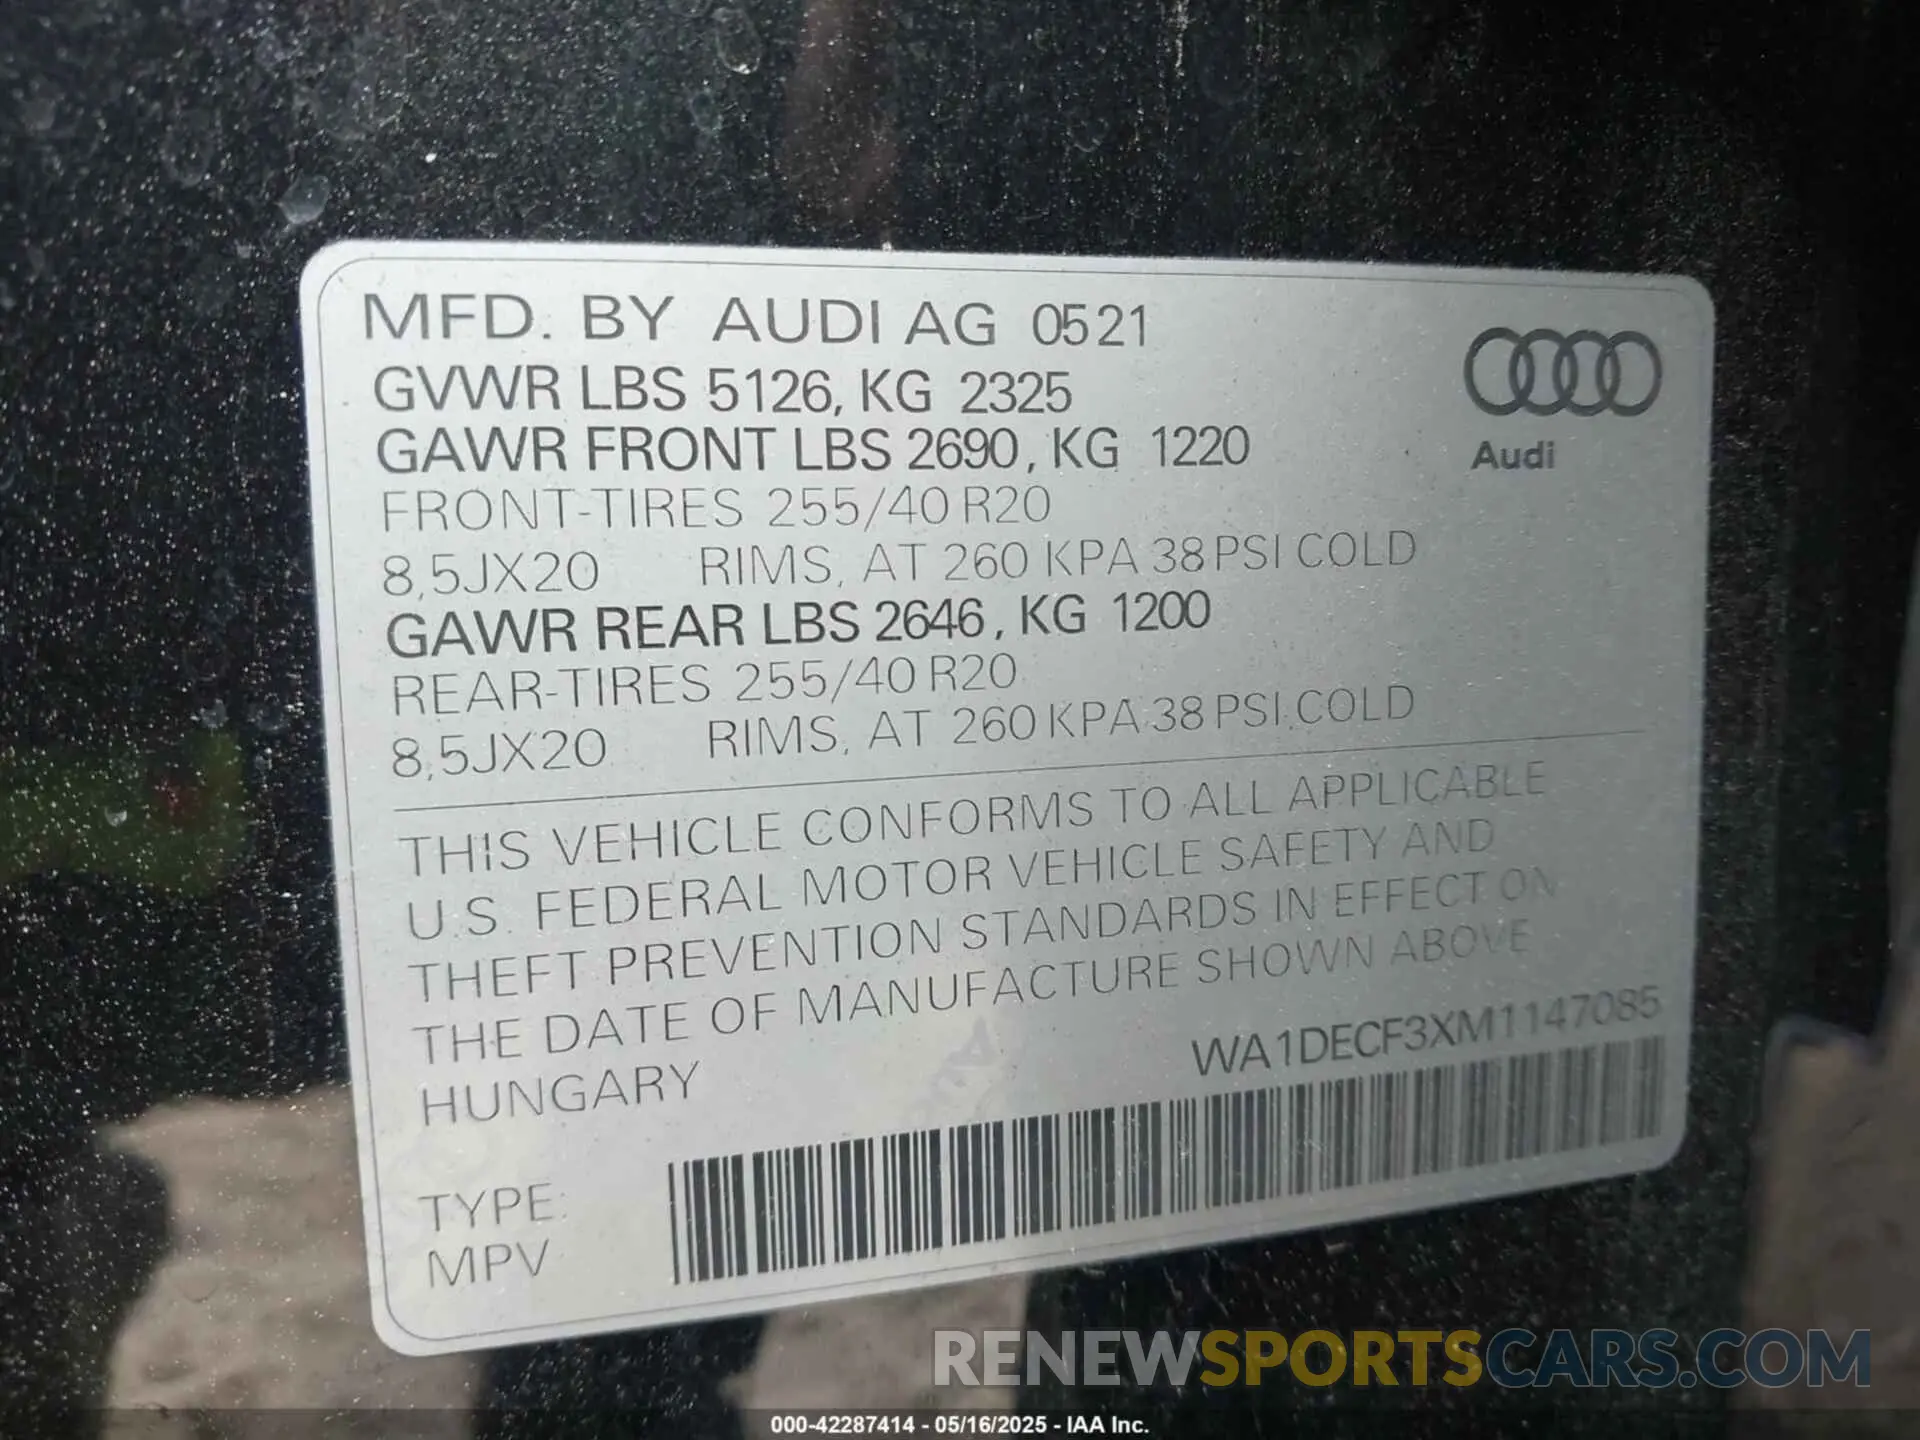 MFD. BY AUDI AG 0521
GVWR LBS 5126, KG 2325
GAWR FRONT LBS 2690, KG 1220
FRONT-TIRES 255/40 R20
8,5JX20 RIMS, AT 260 KPA 38 PSI COLD
GAWR REAR LBS 2646, KG 1200
REAR-TIRES 255/40 R20
8,5JX20 RIMS, AT 260 KPA 38 PSI COLD
Audi
THIS VEHICLE CONFORMS TO ALL APPLICABLE
U.S. FEDERAL MOTOR VEHICLE SAFETY AND
THEFT PREVENTION STANDARDS IN EFFECT ON
THE DATE OF MANUFACTURE SHOWN ABOVE
HUNGARY
WA1DECF3XM1147085
TYPE:
MPV
RENEWSPORTSCARS.COM
000-42287414 - 05/16/2025 - IAA Inc.